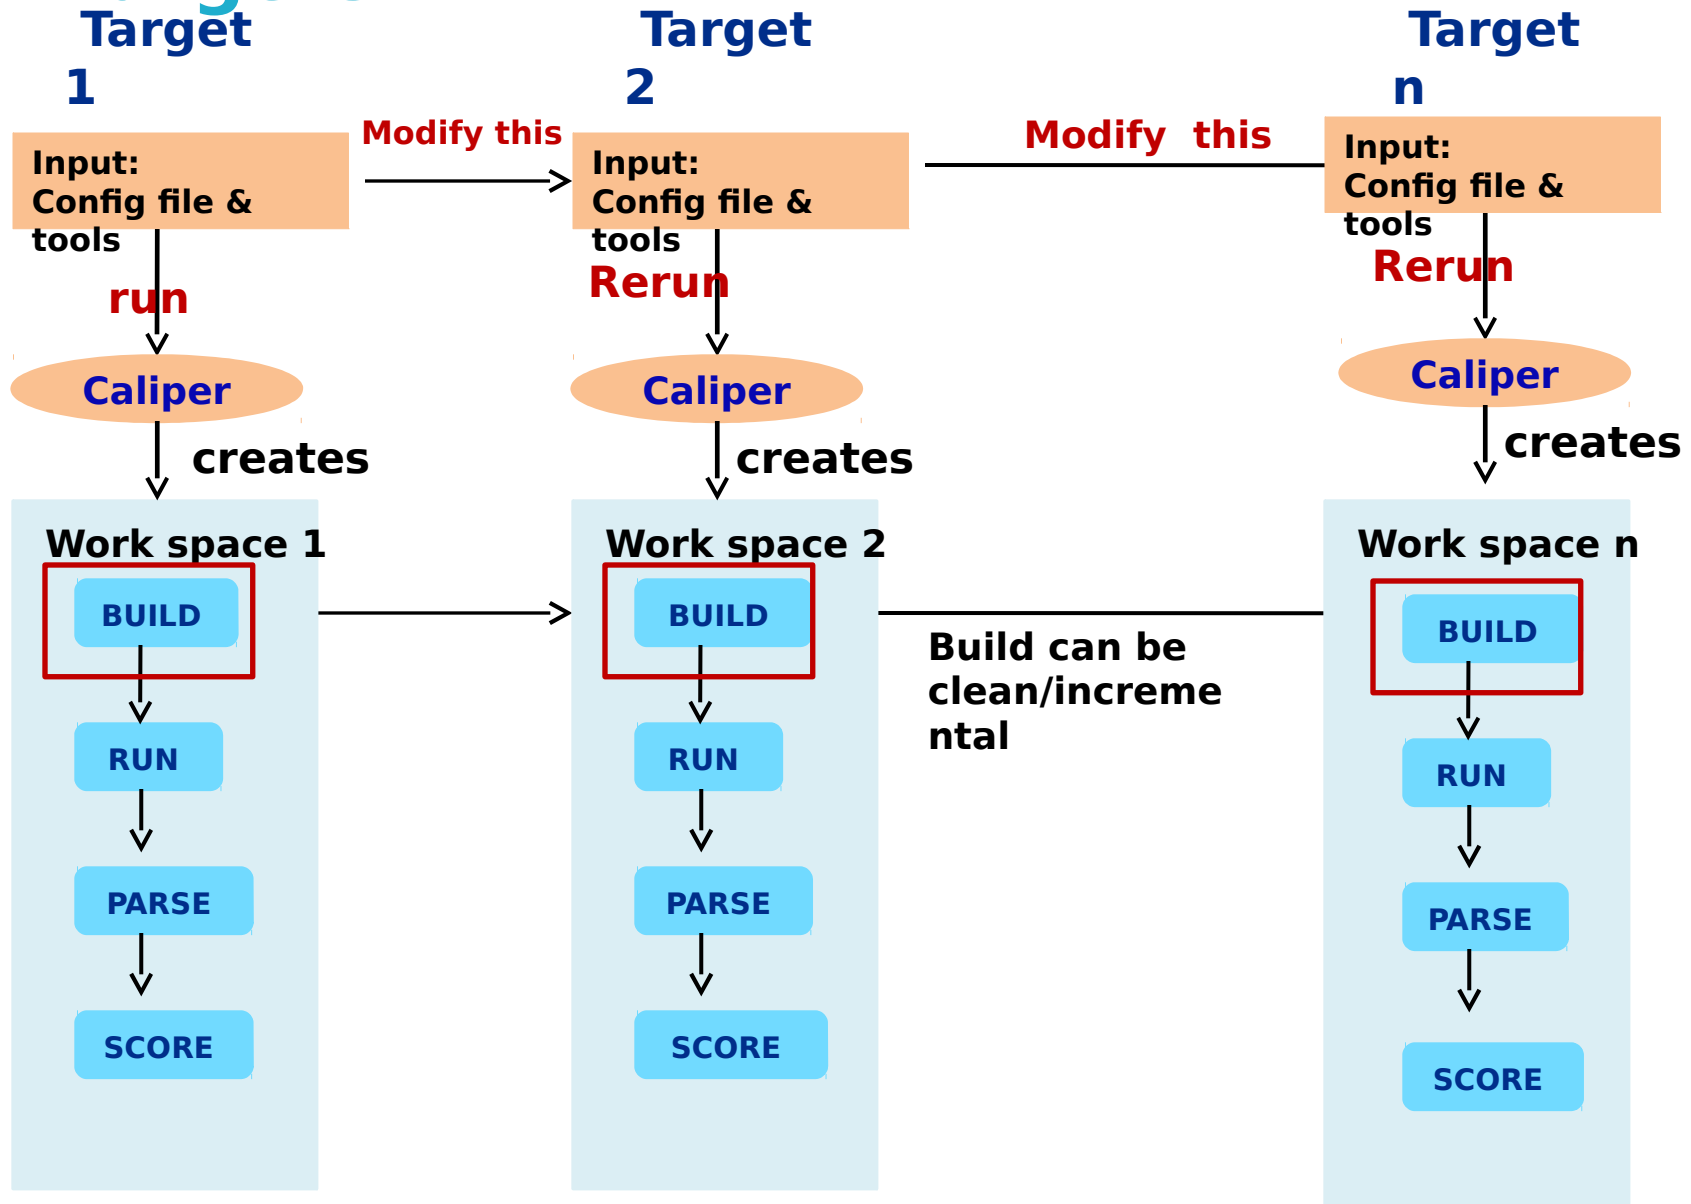 Target
1
Target
2
Target
n
Modify this
Modify  this
Input:
Config file &
tools
Input:
Config file &
tools
Input:
Config file &
tools
run
Rerun
Rerun
Caliper
Caliper
Caliper
creates
creates
creates
Work space 1
BUILD
RUN
PARSE
SCORE
Work space 2
BUILD
RUN
PARSE
SCORE
Build can be
clean/increme
ntal
Work space n
BUILD
RUN
PARSE
SCORE